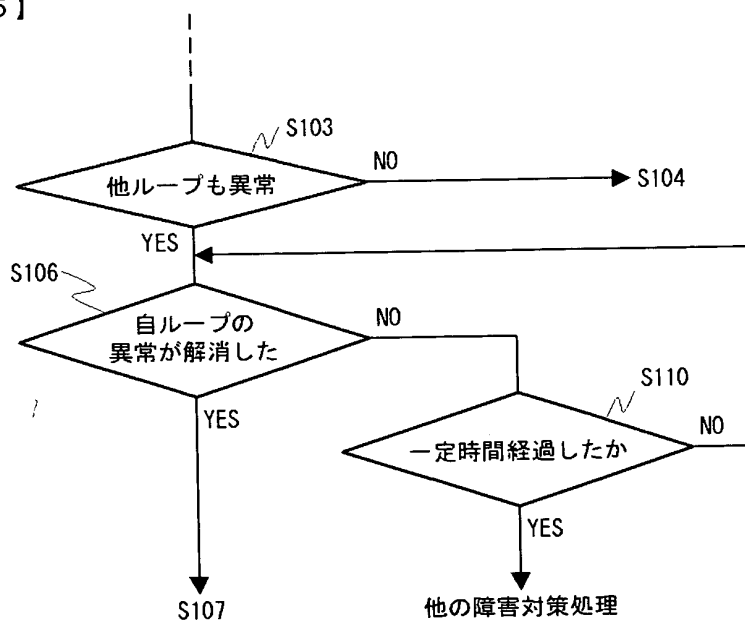 5】
S103
他ループも異常
NO
S104
YES
S106
自ループの
異常が解消した
NO
S110
YES
一定時間経過したか
NO
YES
S107
他の障害対策処理